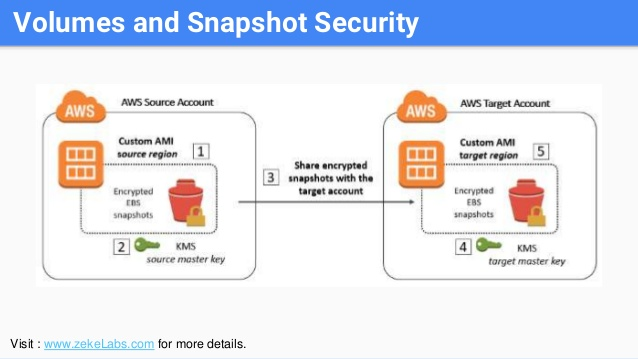 Volumes and Snapshot Security
AWS
AWS Source Account
Custom AMI
source region
1
Encrypted
EBS
snapshots
2
KMS
source master key
3
Share encrypted
snapshots with the
target account
AWS
AWS Target Account
Custom AMI
target region
5
Encrypted
EBS
snapshots
4
KMS
target master key
Visit : www.zekeLabs.com for more details.